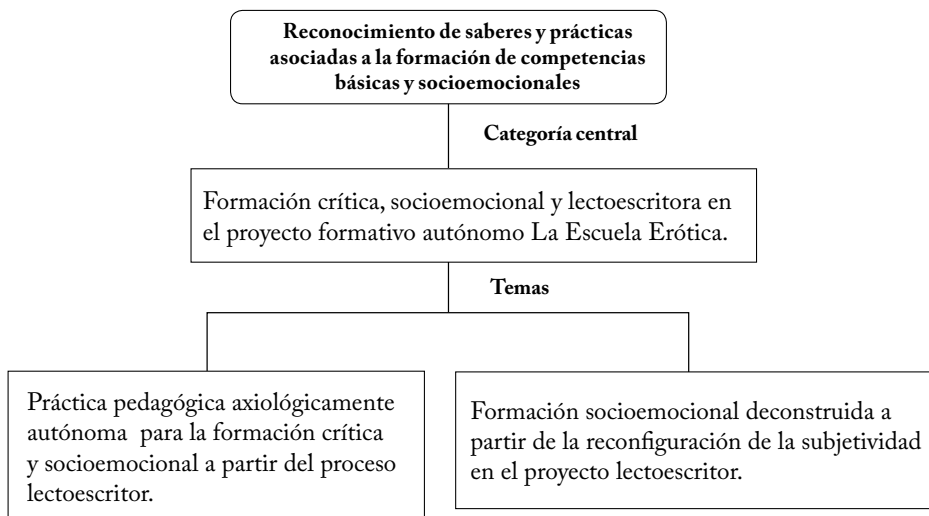 Reconocimiento de saberes y prácticas
asociadas a la formación de competencias
básicas y socioemocionales
Categoría central
Formación crítica, socioemocional y lectoescritora en
el proyecto formativo autónomo La Escuela Erótica.
Temas
Práctica pedagógica axiológicamente
autónoma para la formación crítica
y socioemocional a partir del proceso
lectoescritor.
Formación socioemocional deconstruida a
partir de la reconfiguración de la subjetividad
en el proyecto lectoescritor.